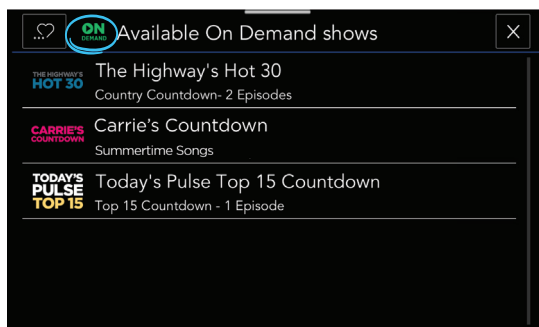 ON
DEMAND
Available On Demand shows
THE HIGHWAY'S
HOT 30
The Highway's Hot 30
Country Countdown- 2 Episodes
CARRIE'S
COUNTDOWN
Carrie's Countdown
Summertime Songs
TODAY'S
PULSE
TOP 15
Today's Pulse Top 15 Countdown
Top 15 Countdown - 1 Episode